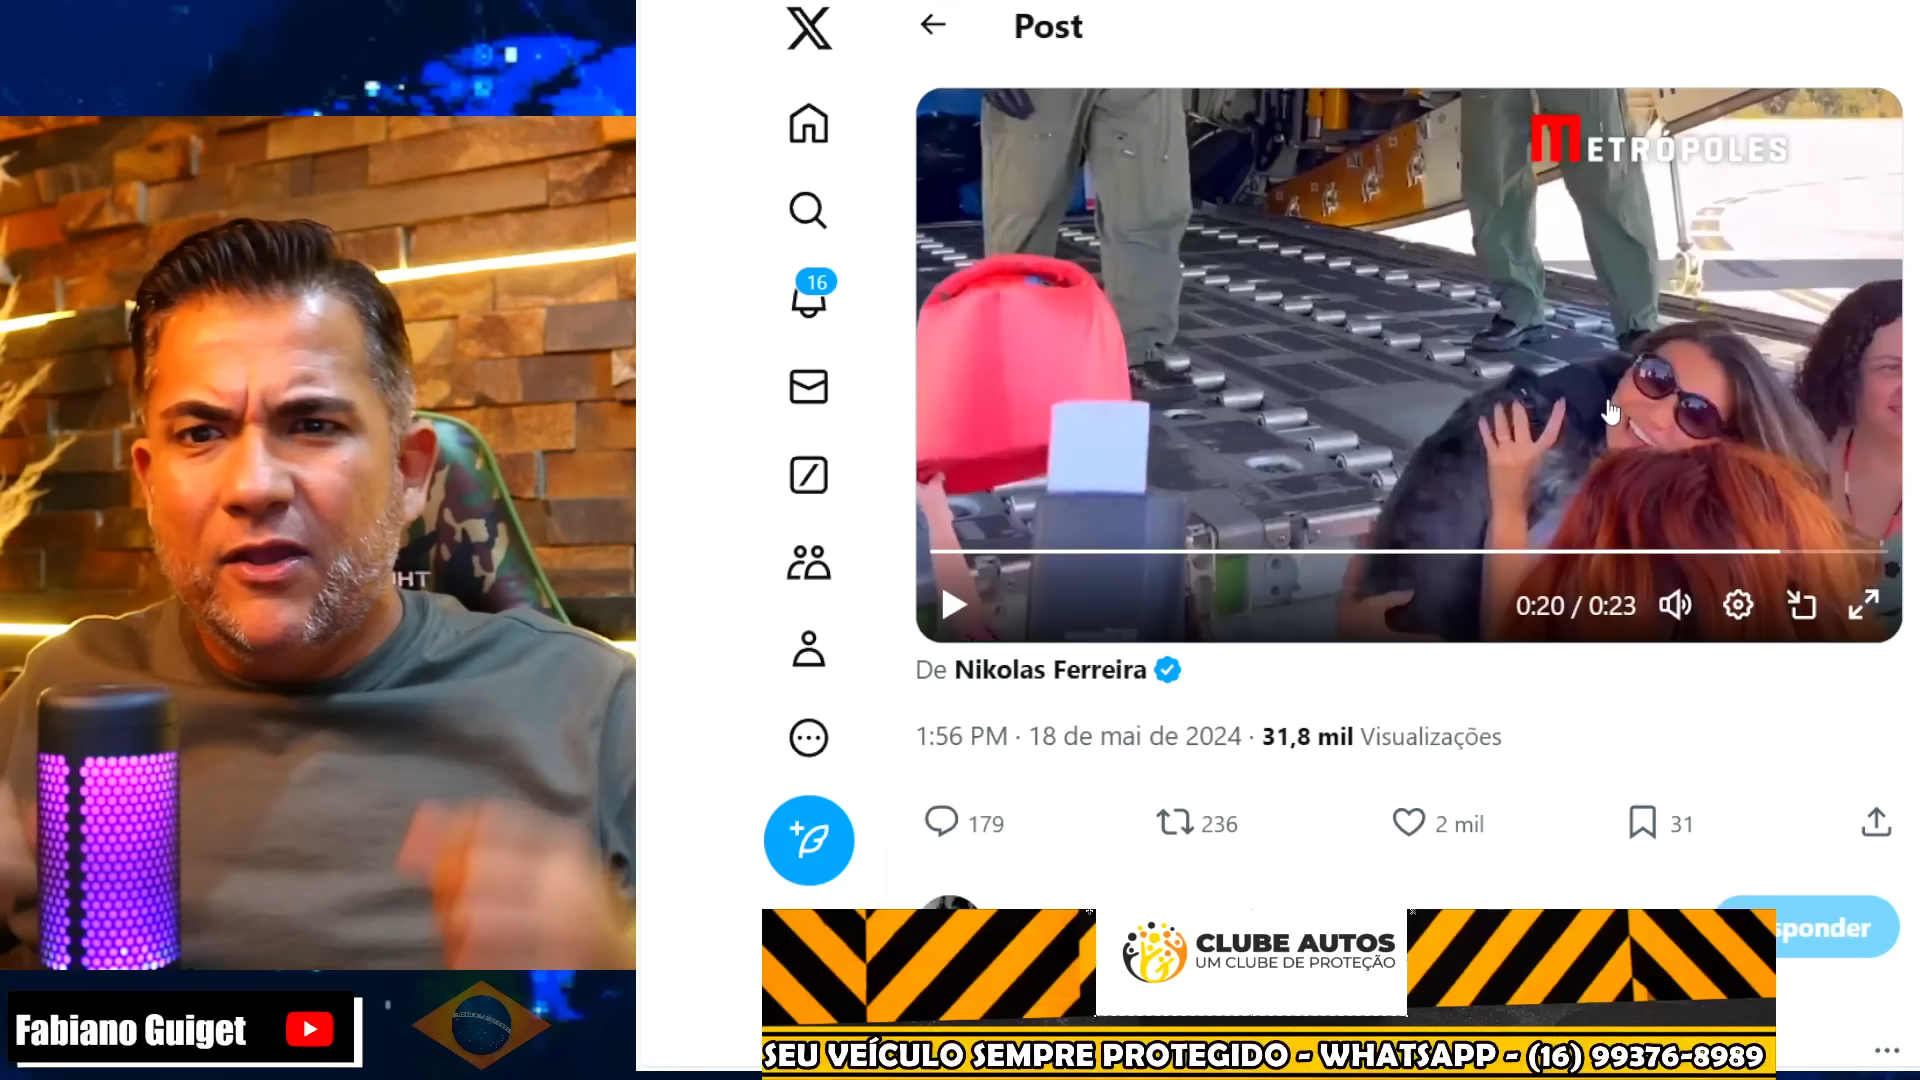 Post
METRÓPOLES
16
HT
0:20 / 0:23
De Nikolas Ferreira
1:56 PM · 18 de mai de 2024 · 31,8 mil Visualizações
179
236
2 mil
31
sponder
CLUBE AUTOS
UM CLUBE DE PROTEÇÃO
Fabiano Guiget
SEU VEÍCULO SEMPRE PROTEGIDO - WHATSAPP - (16) 99376-8989